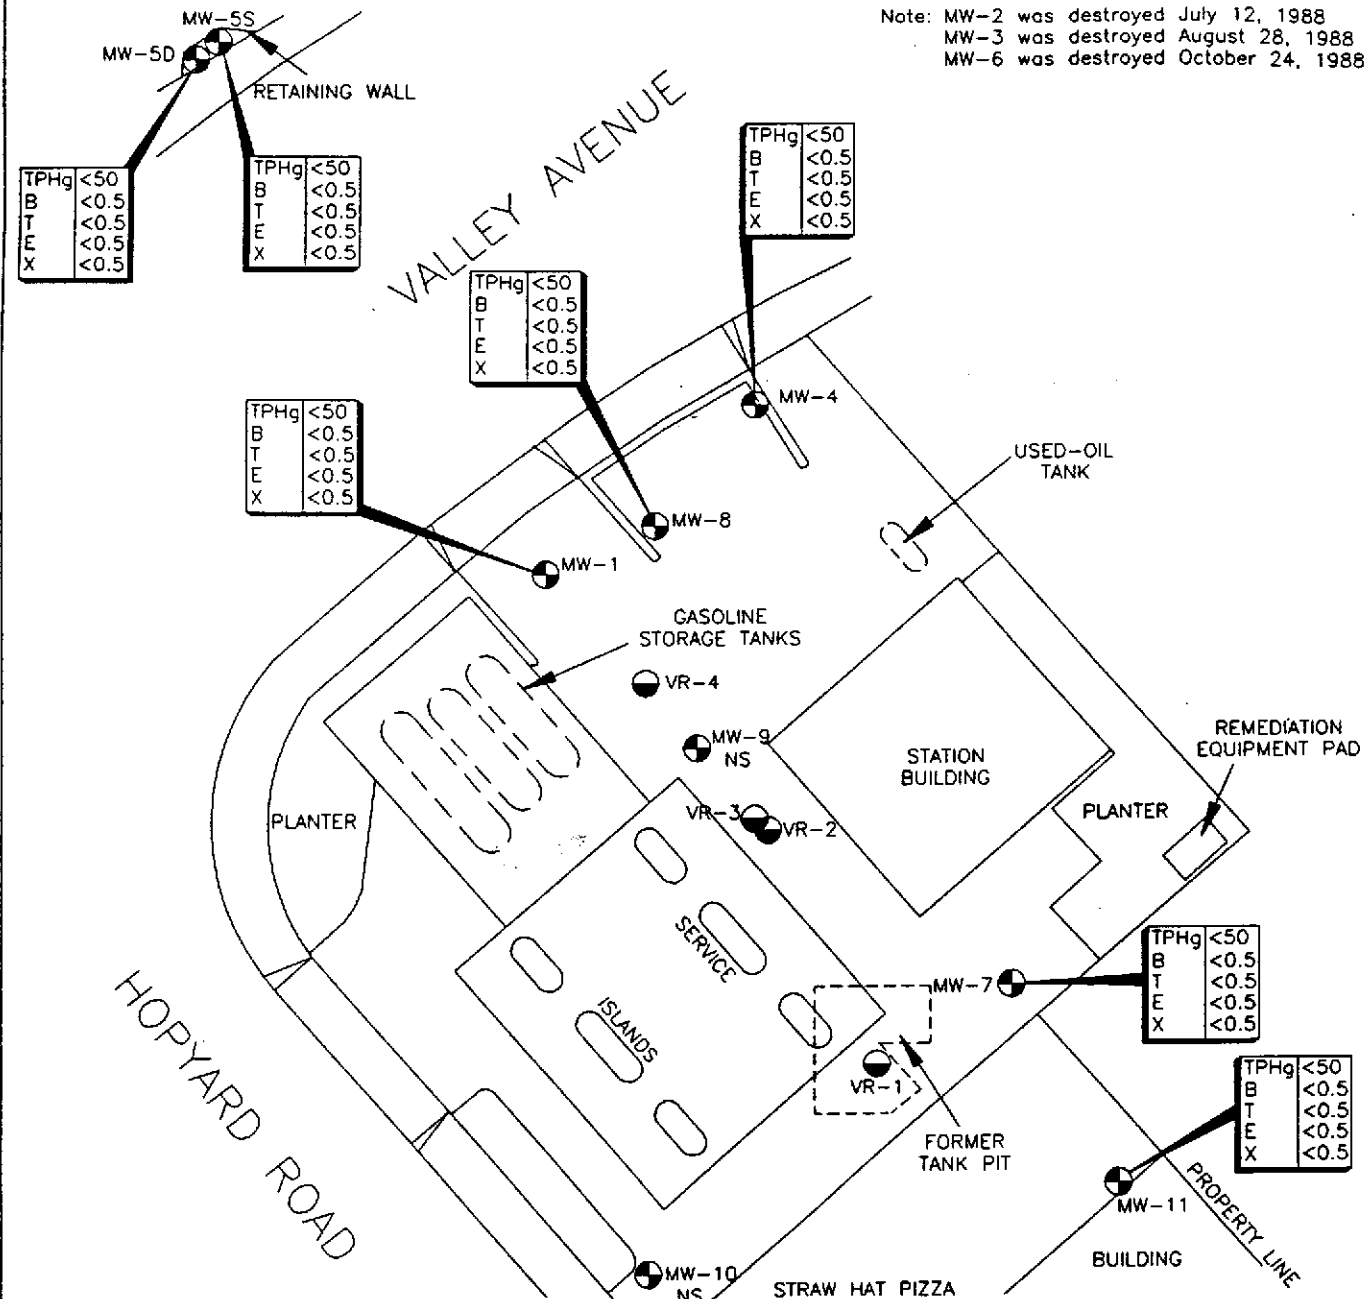 Note: MW-2 was destroyed July 12, 1988
MW-3 was destroyed August 28, 1988
MW-6 was destroyed October 24, 1988
MW-5S
MW-5D
RETAINING WALL
TPHg <50
B <0.5
T <0.5
E <0.5
X <0.5
TPHg <50
B <0.5
T <0.5
E <0.5
X <0.5
VALLEY AVENUE
TPHg <50
B <0.5
T <0.5
E <0.5
X <0.5
TPHg <50
B <0.5
T <0.5
E <0.5
X <0.5
TPHg <50
B <0.5
T <0.5
E <0.5
X <0.5
MW-4
USED-OIL
TANK
MW-8
MW-1
GASOLINE
STORAGE TANKS
VR-4
MW-9
NS
STATION
BUILDING
REMEDIATION
EQUIPMENT PAD
PLANTER
PLANTER
VR-3
VR-2
SERVICE
ISLANDS
MW-7
TPHg <50
B <0.5
T <0.5
E <0.5
X <0.5
HOPYARD ROAD
VR-1
FORMER
TANK PIT
TPHg <50
B <0.5
T <0.5
E <0.5
X <0.5
MW-11
PROPERTY LINE
BUILDING
MW-10
NS
STRAW HAT PIZZA